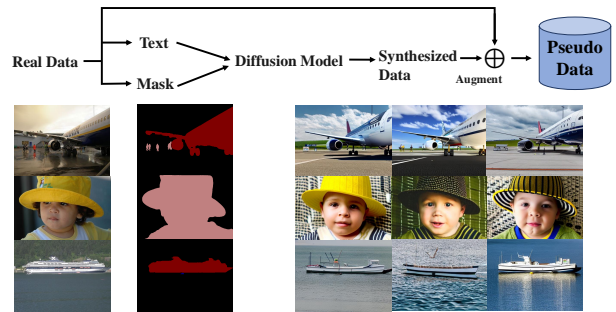 Real Data
Text
Mask
Diffusion Model
Synthesized
Data
Augment
Pseudo
Data